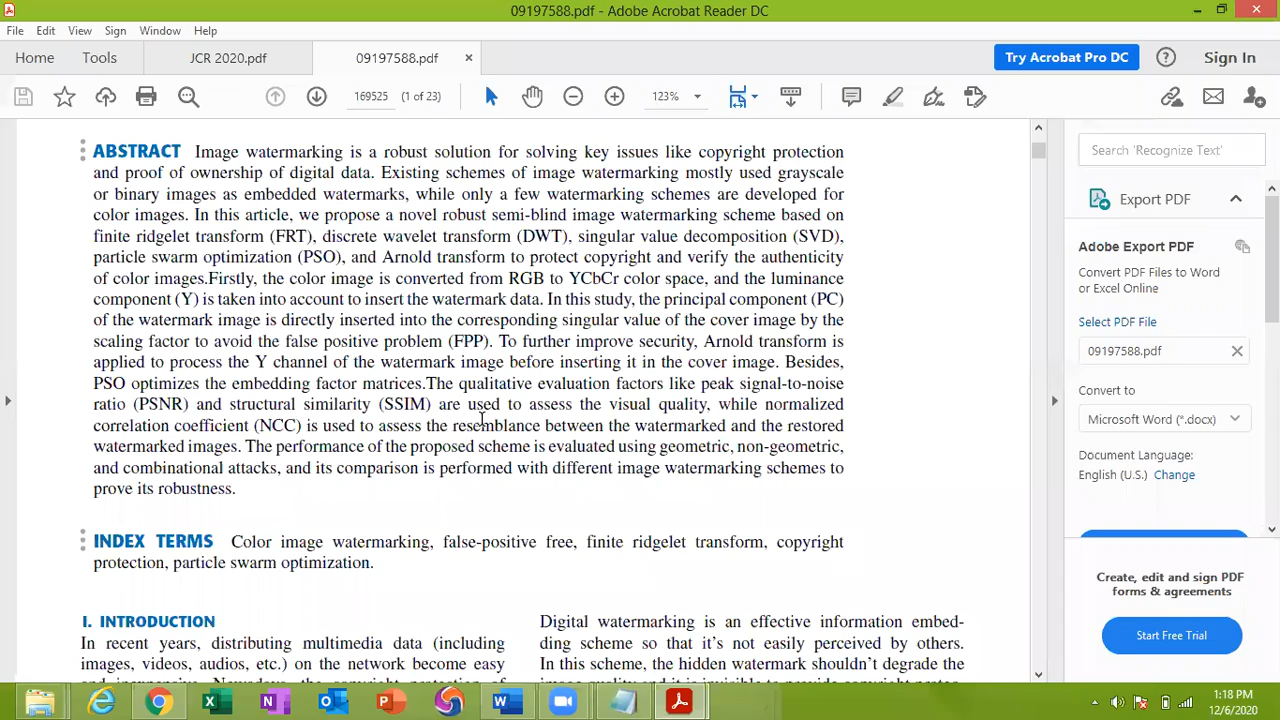 09197588.pdf - Adobe Acrobat Reader DC
File Edit View Sign Window Help
Home Tools JCR 2020.pdf 09197588.pdf × Try Acrobat Pro DC Sign In
169525 (1 of 23) 123%
ABSTRACT Image watermarking is a robust solution for solving key issues like copyright protection
and proof of ownership of digital data. Existing schemes of image watermarking mostly used grayscale
or binary images as embedded watermarks, while only a few watermarking schemes are developed for
color images. In this article, we propose a novel robust semi-blind image watermarking scheme based on
finite ridgelet transform (FRT), discrete wavelet transform (DWT), singular value decomposition (SVD),
particle swarm optimization (PSO), and Arnold transform to protect copyright and verify the authenticity
of color images.Firstly, the color image is converted from RGB to YCbCr color space, and the luminance
component (Y) is taken into account to insert the watermark data. In this study, the principal component (PC)
of the watermark image is directly inserted into the corresponding singular value of the cover image by the
scaling factor to avoid the false positive problem (FPP). To further improve security, Arnold transform is
applied to process the Y channel of the watermark image before inserting it in the cover image. Besides,
PSO optimizes the embedding factor matrices.The qualitative evaluation factors like peak signal-to-noise
ratio (PSNR) and structural similarity (SSIM) are used to assess the visual quality, while normalized
correlation coefficient (NCC) is used to assess the resemblance between the watermarked and the restored
watermarked images. The performance of the proposed scheme is evaluated using geometric, non-geometric,
and combinational attacks, and its comparison is performed with different image watermarking schemes to
prove its robustness.
INDEX TERMS Color image watermarking, false-positive free, finite ridgelet transform, copyright
protection, particle swarm optimization.
I. INTRODUCTION
In recent years, distributing multimedia data (including
images, videos, audios, etc.) on the network become easy
Digital watermarking is an effective information embed-
ding scheme so that it's not easily perceived by others.
In this scheme, the hidden watermark shouldn't degrade the
Search 'Recognize Text'
Export PDF
Adobe Export PDF
Convert PDF Files to Word
or Excel Online
Select PDF File
09197588.pdf
Convert to
Microsoft Word (*.docx)
Document Language:
English (U.S.) Change
Create, edit and sign PDF
forms & agreements
Start Free Trial
1:18 PM
12/6/2020